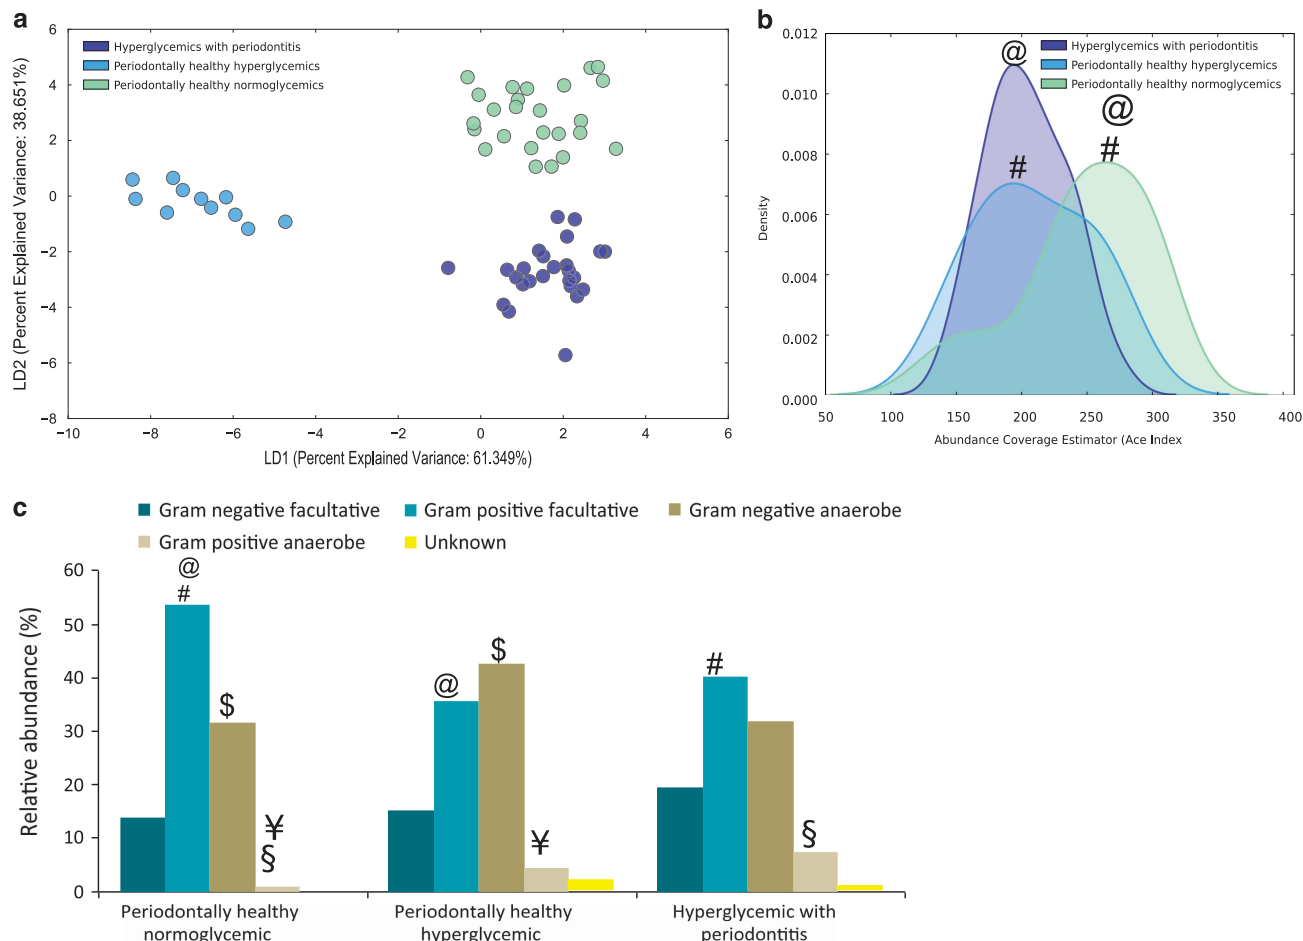 a
6
4
2
0
−2
−4
−6
−8
LD2 (Percent Explained Variance: 38.651%)
Hyperglycemics with periodontitis
Periodontally healthy hyperglycemics
Periodontally healthy normoglycemics
−10 −8 −6 −4 −2 0 2 4 6
LD1 (Percent Explained Variance: 61.349%)
b
0.012
0.010
0.008
0.006
0.004
0.002
0.000
Density
Hyperglycemics with periodontitis
Periodontally healthy hyperglycemics
Periodontally healthy normoglycemics
@
@
#
#
50 100 150 200 250 300 350 400
Abundance Coverage Estimator (Ace Index
c
Gram negative facultative Gram positive facultative Gram negative anaerobe
Gram positive anaerobe Unknown
60
50
40
30
20
10
0
Relative abundance (%)
@
#
$
¥
§
@
$
¥
#
§
Periodontally healthy
normoglycemic
Periodontally healthy
hyperglycemic
Hyperglycemic with
periodontitis